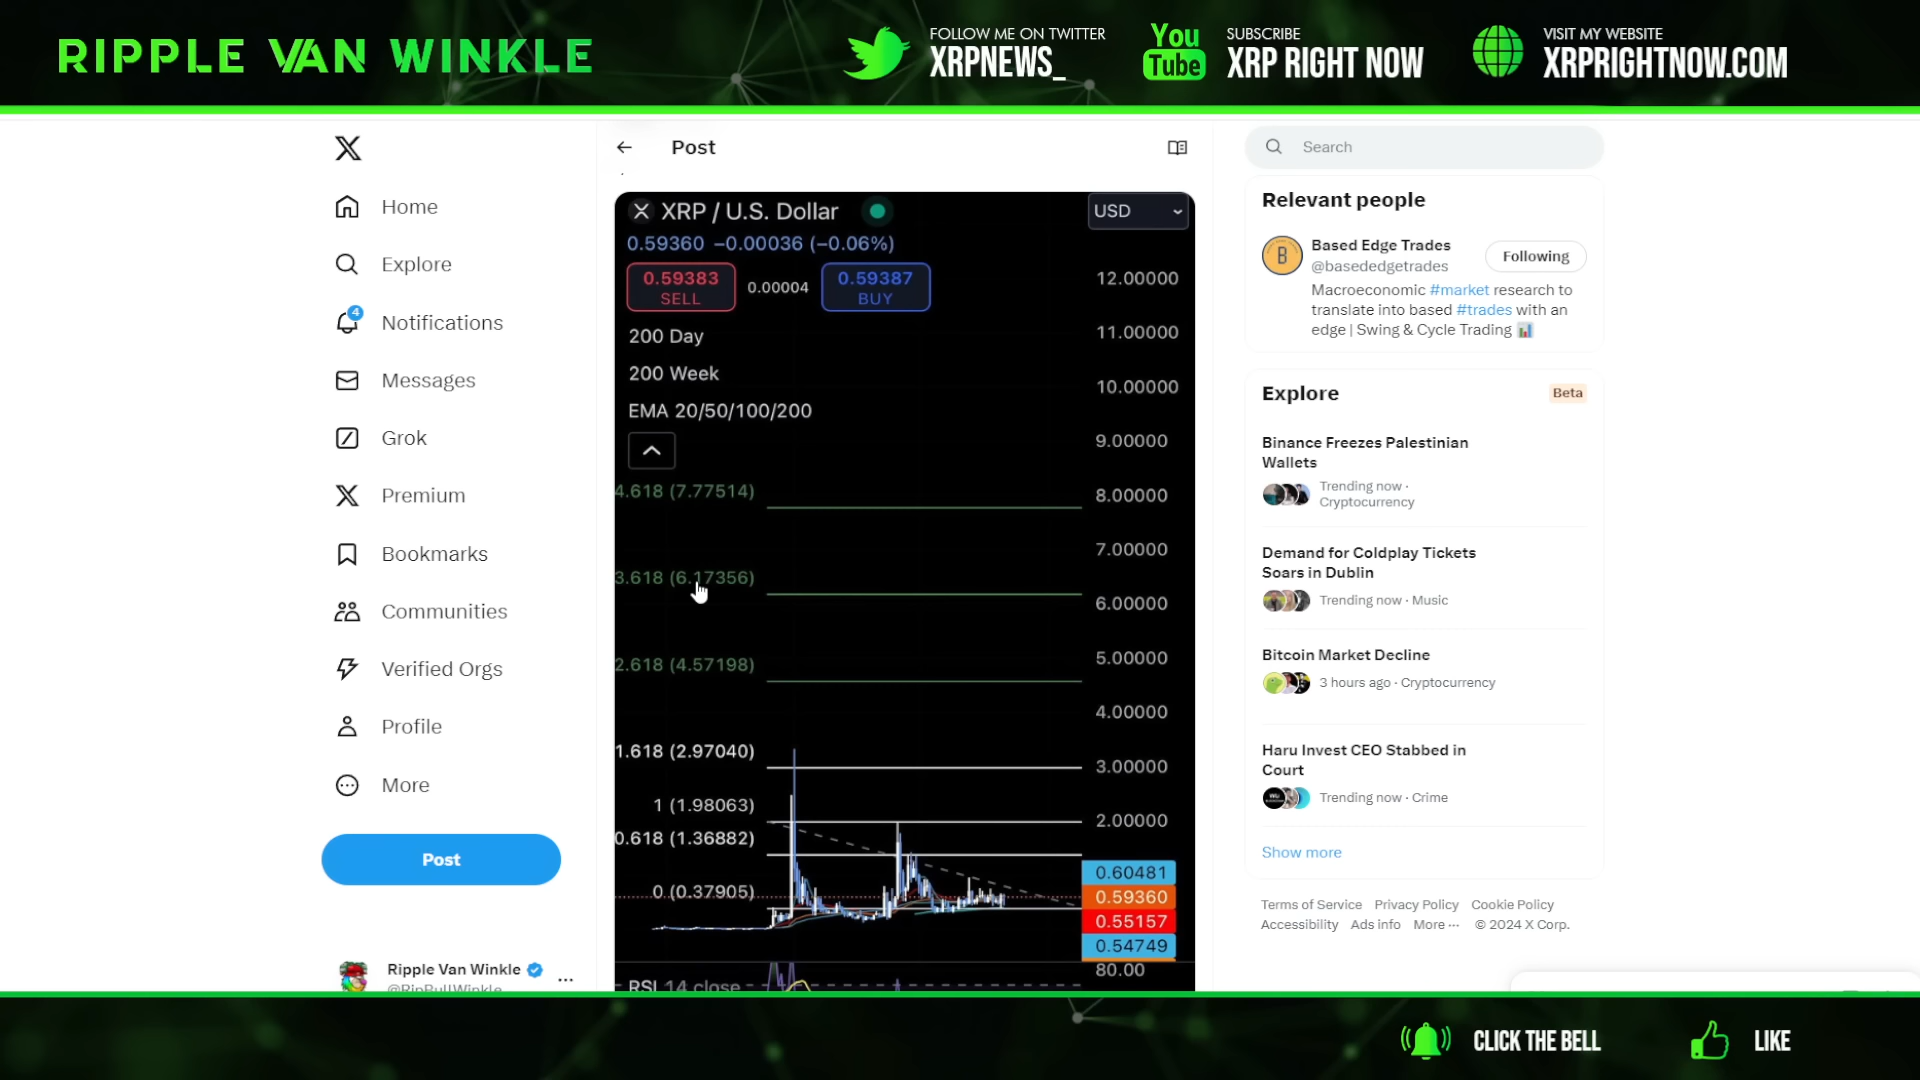 RIPPLE VAN WINKLE
FOLLOW ME ON TWITTER
XRPNEWS_
You
Tube
SUBSCRIBE
XRP RIGHT NOW
VISIT MY WEBSITE
XRPRIGHTNOW.COM
Home
Explore
4
Notifications
Messages
Grok
Premium
Bookmarks
Communities
Verified Orgs
Profile
More
Post
Ripple Van Winkle
@RipBullWinkle
Post
XRP / U.S. Dollar
USD
0.59360 −0.00036 (−0.06%)
0.59383
SELL
0.00004
0.59387
BUY
200 Day
200 Week
EMA 20/50/100/200
4.618 (7.77514)
3.618 (6.17356)
2.618 (4.57198)
1.618 (2.97040)
1 (1.98063)
0.618 (1.36882)
0 (0.37905)
RSI 14 close
12.00000
11.00000
10.00000
9.00000
8.00000
7.00000
6.00000
5.00000
4.00000
3.00000
2.00000
0.60481
0.59360
0.55157
0.54749
80.00
Search
Relevant people
B
Based Edge Trades
@basededgetrades
Following
Macroeconomic #market research to
translate into based #trades with an
edge | Swing & Cycle Trading 📊
Explore
Beta
Binance Freezes Palestinian
Wallets
Trending now ·
Cryptocurrency
Demand for Coldplay Tickets
Soars in Dublin
Trending now · Music
Bitcoin Market Decline
3 hours ago · Cryptocurrency
Haru Invest CEO Stabbed in
Court
Trending now · Crime
Show more
Terms of Service Privacy Policy Cookie Policy
Accessibility Ads info More ··· © 2024 X Corp.
CLICK THE BELL
LIKE